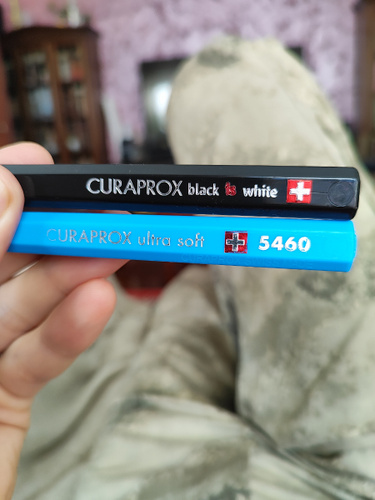 CURAPROX black is white
CURAPROX ultra soft 5460